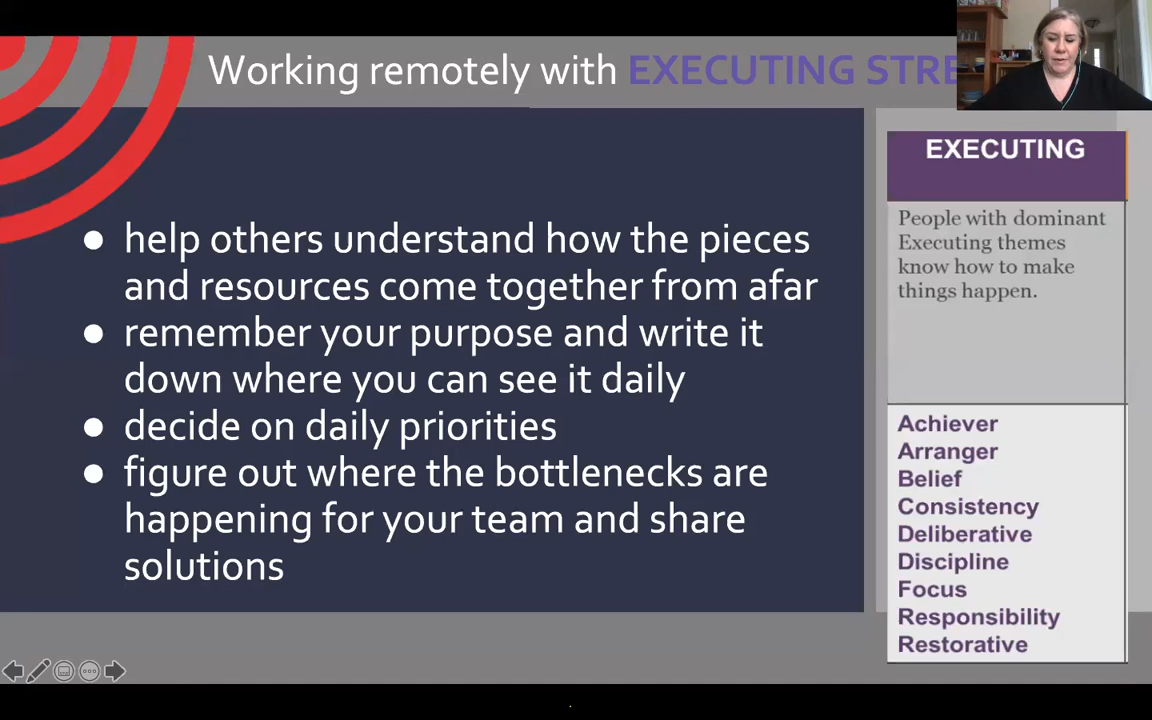 Working remotely with EXECUTING
EXECUTING
People with dominant
Executing themes
know how to make
things happen.
● help others understand how the pieces
and resources come together from afar
● remember your purpose and write it
down where you can see it daily
● decide on daily priorities
● figure out where the bottlenecks are
happening for your team and share
solutions
Achiever
Arranger
Belief
Consistency
Deliberative
Discipline
Focus
Responsibility
Restorative